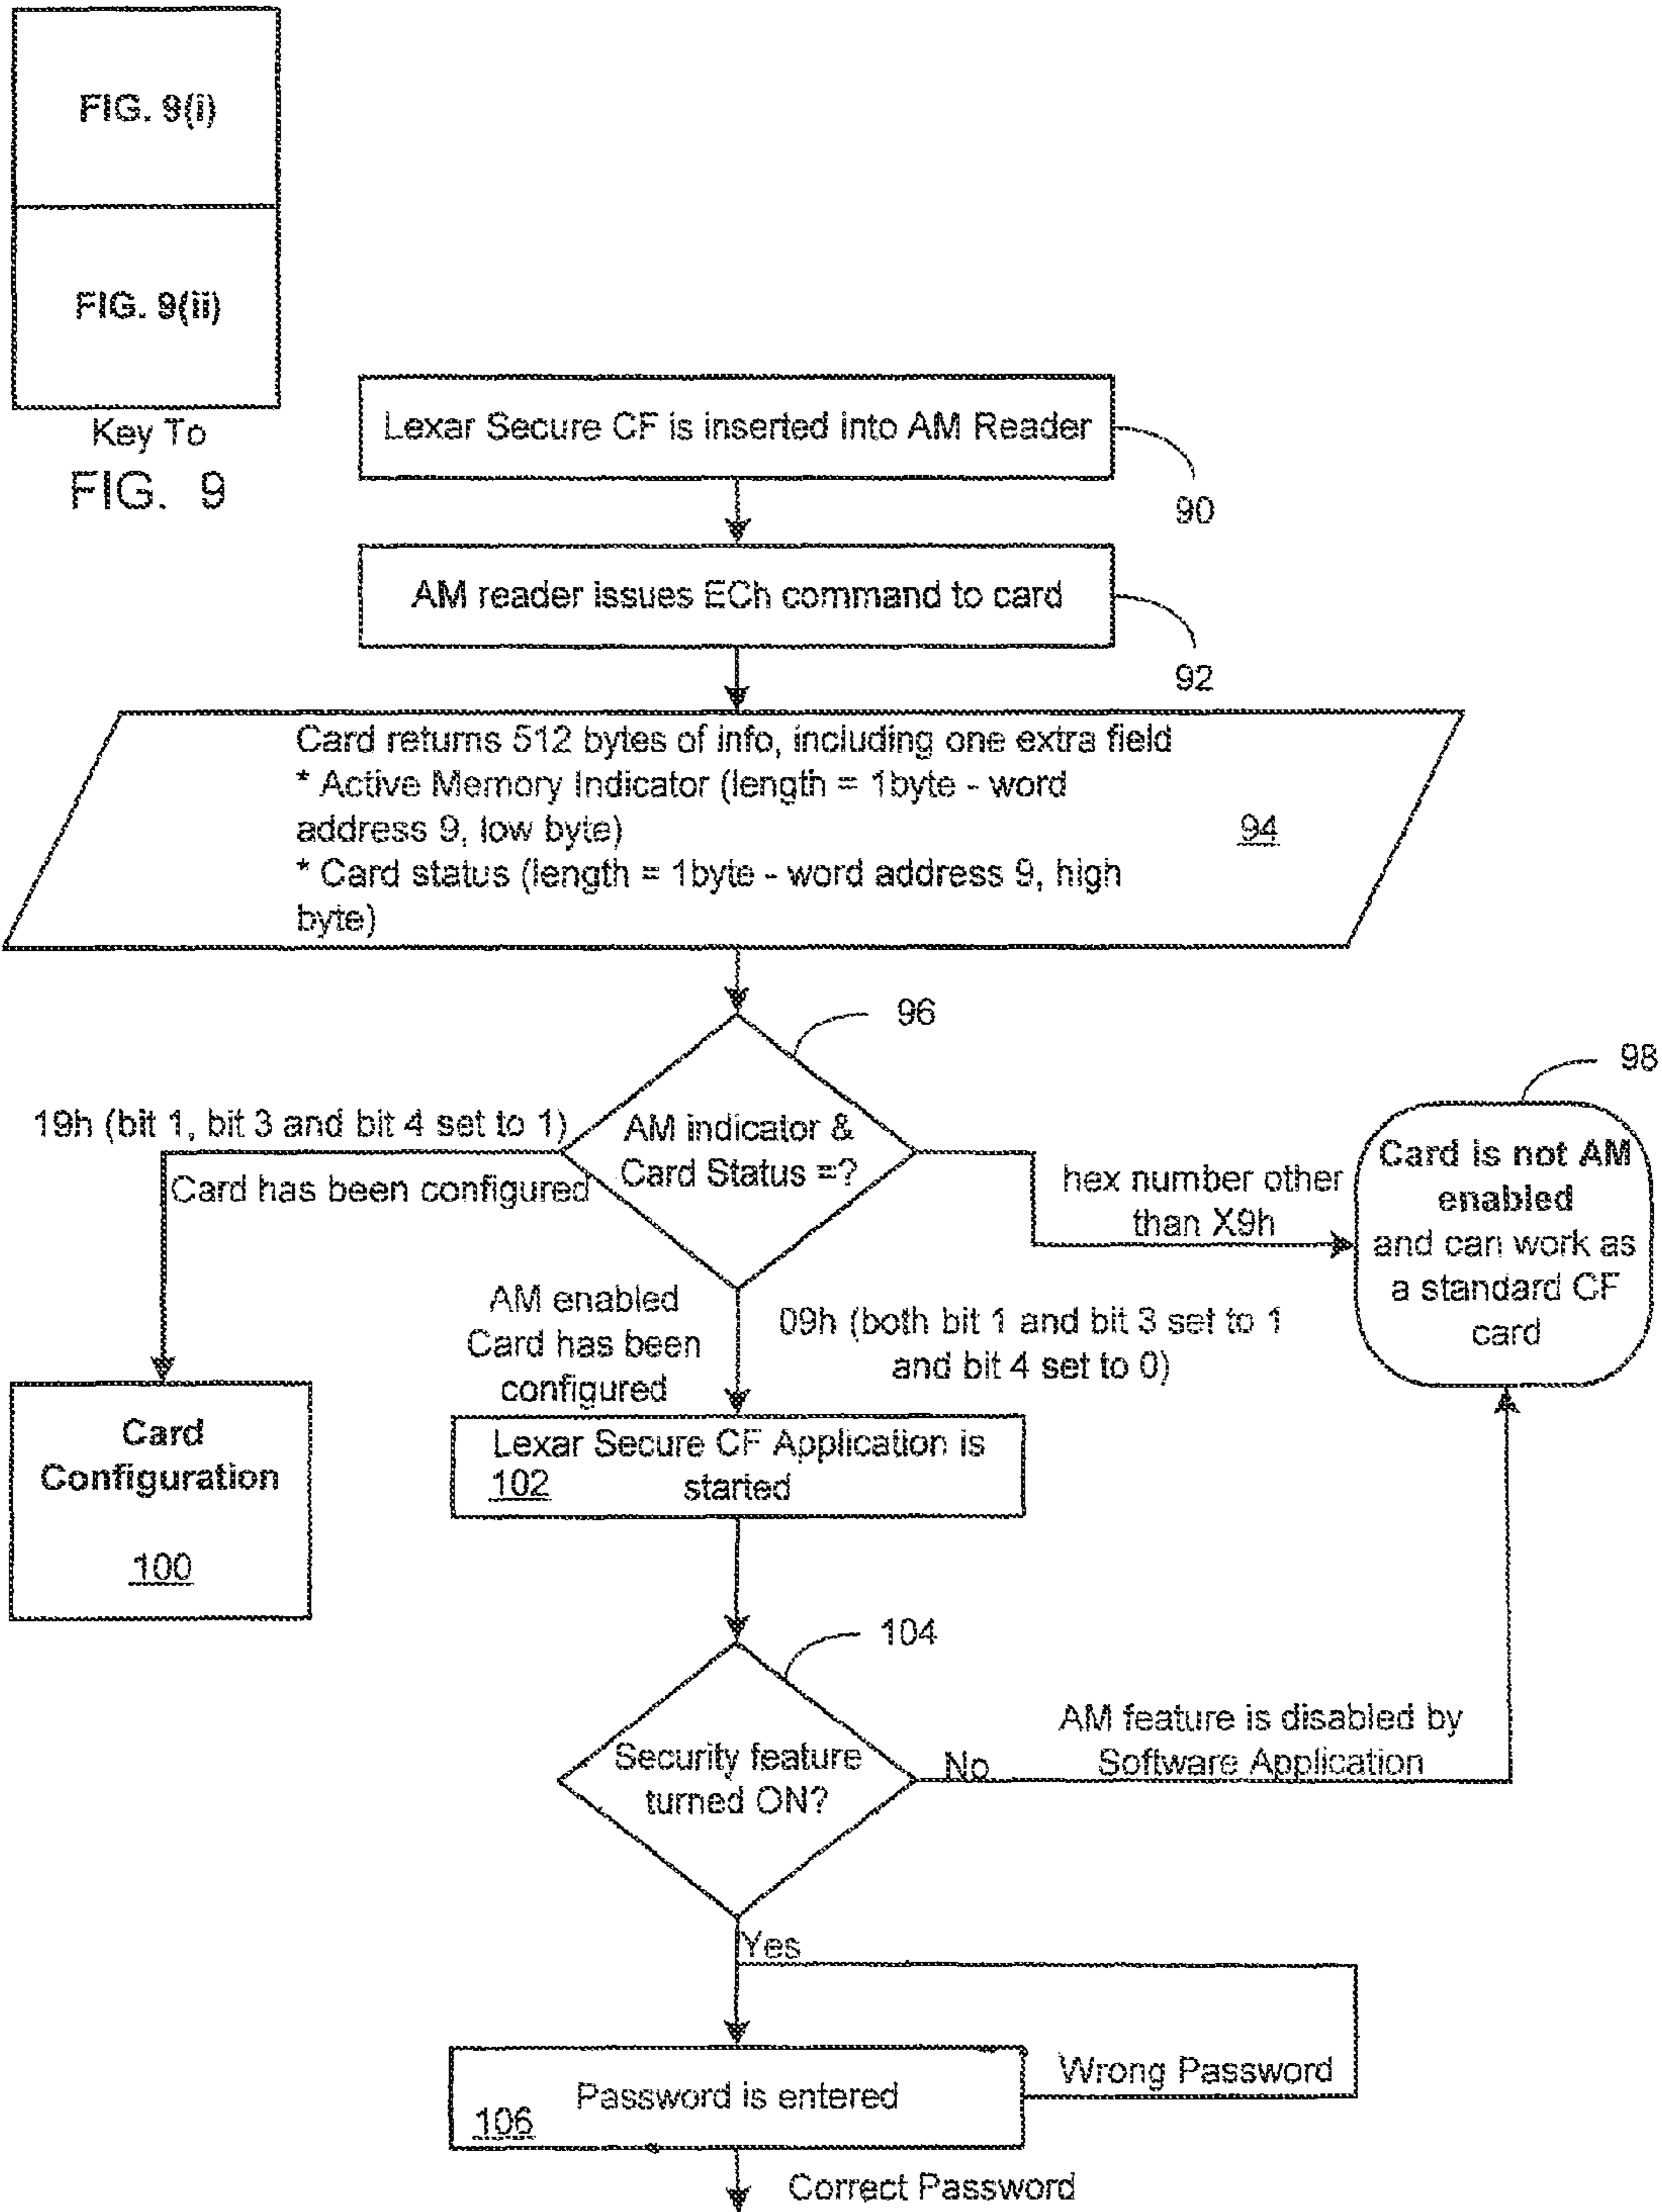 FIG. 9(i)
FIG. 9(ii)
Key To
FIG. 9
Lexar Secure CF is inserted into AM Reader
90
AM reader issues ECh command to card
92
Card returns 512 bytes of info, including one extra field
* Active Memory Indicator (length = 1byte - word
address 9, low byte)
94
* Card status (length = 1byte - word address 9, high
byte)
96
AM indicator &
Card Status =?
19h (bit 1, bit 3 and bit 4 set to 1)
Card has been configured
hex number other
than X9h
98
Card is not AM
enabled
and can work as
a standard CF
card
AM enabled
Card has been
configured
09h (both bit 1 and bit 3 set to 1
and bit 4 set to 0)
Card
Configuration
100
Lexar Secure CF Application is
102 started
104
Security feature
turned ON?
No
AM feature is disabled by
Software Application
Yes
Password is entered
106
Wrong Password
Correct Password